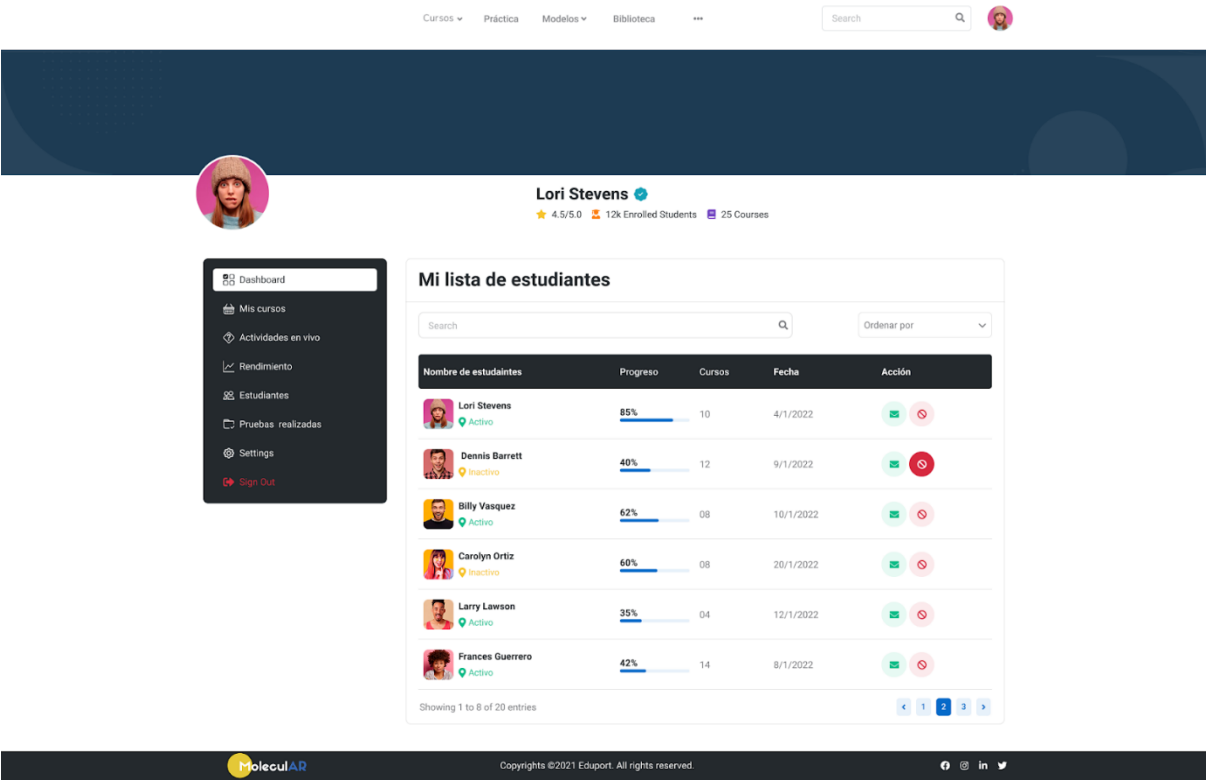 Cursos Práctica Modelos Biblioteca ••• Search
Lori Stevens
4.5/5.0 12k Enrolled Students 25 Courses
Dashboard
Mis cursos
Actividades en vivo
Rendimiento
Estudiantes
Pruebas realizadas
Settings
Sign Out
Mi lista de estudiantes
Search Ordenar por
Nombre de estudaintes Progreso Cursos Fecha Acción
Lori Stevens
Activo
85% 10 4/1/2022
Dennis Barrett
Inactivo
40% 12 9/1/2022
Billy Vasquez
Activo
62% 08 10/1/2022
Carolyn Ortiz
Inactivo
60% 08 20/1/2022
Larry Lawson
Activo
35% 04 12/1/2022
Frances Guerrero
Activo
42% 14 8/1/2022
Showing 1 to 8 of 20 entries ‹ 1 2 3 ›
MoleculAR Copyrights ©2021 Eduport. All rights reserved.